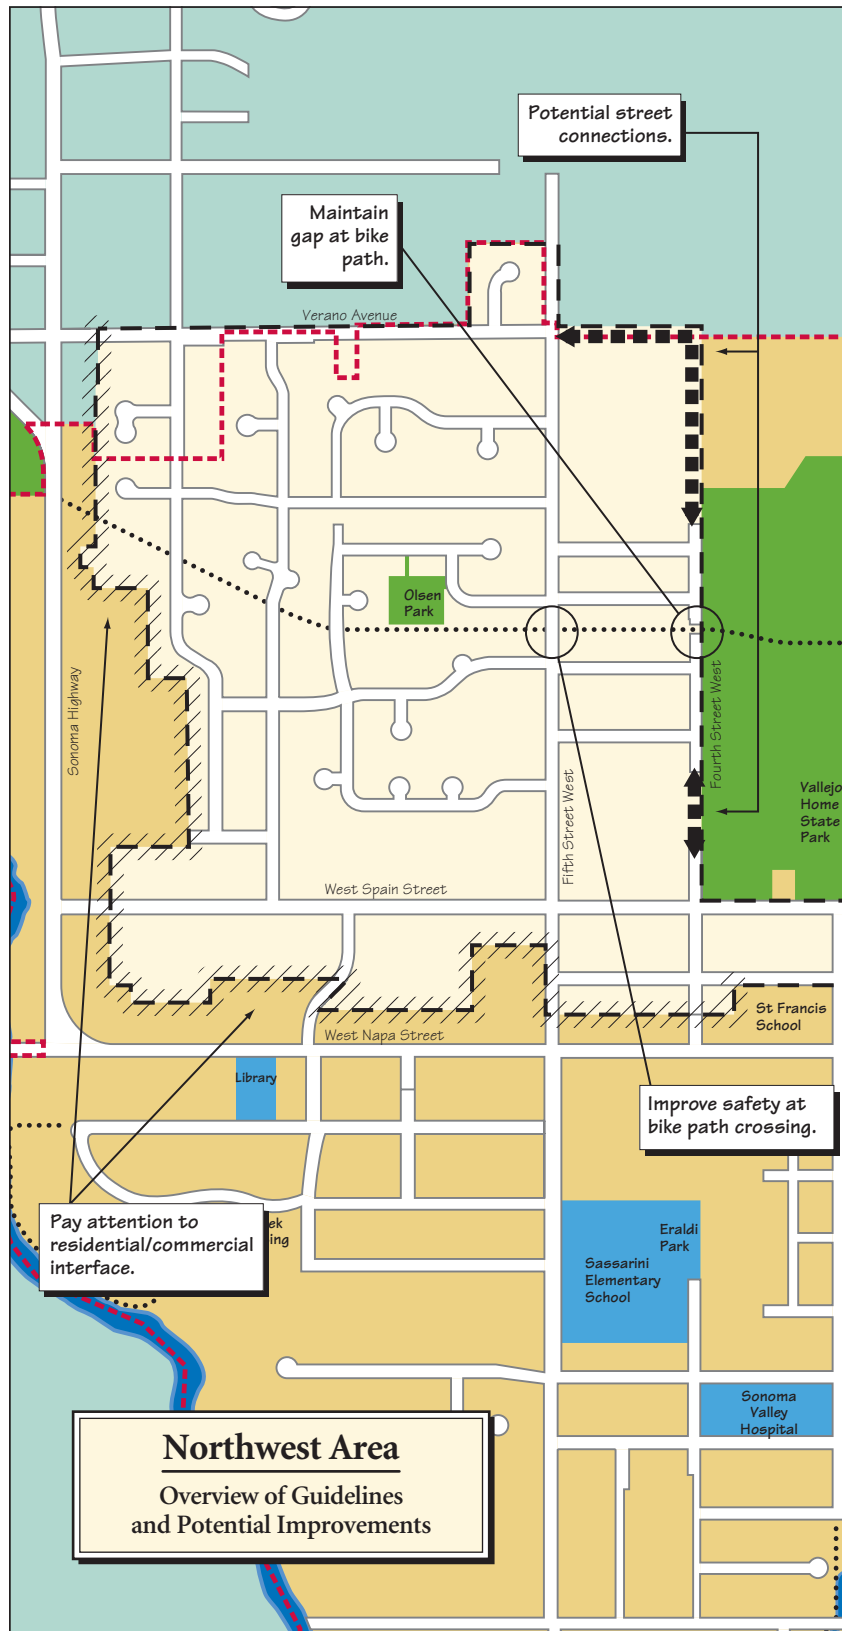 Potential street
connections.
Maintain
gap at bike
path.
Verano Avenue
Olsen
Park
Sonoma Highway
Fourth Street West
Fifth Street West
Vallejo
Home
State
Park
West Spain Street
St Francis
School
West Napa Street
Library
Improve safety at
bike path crossing.
Pay attention to
residential/commercial
interface.
ek
ing
Eraldi
Park
Sassarini
Elementary
School
Sonoma
Valley
Hospital
Northwest Area
Overview of Guidelines
and Potential Improvements